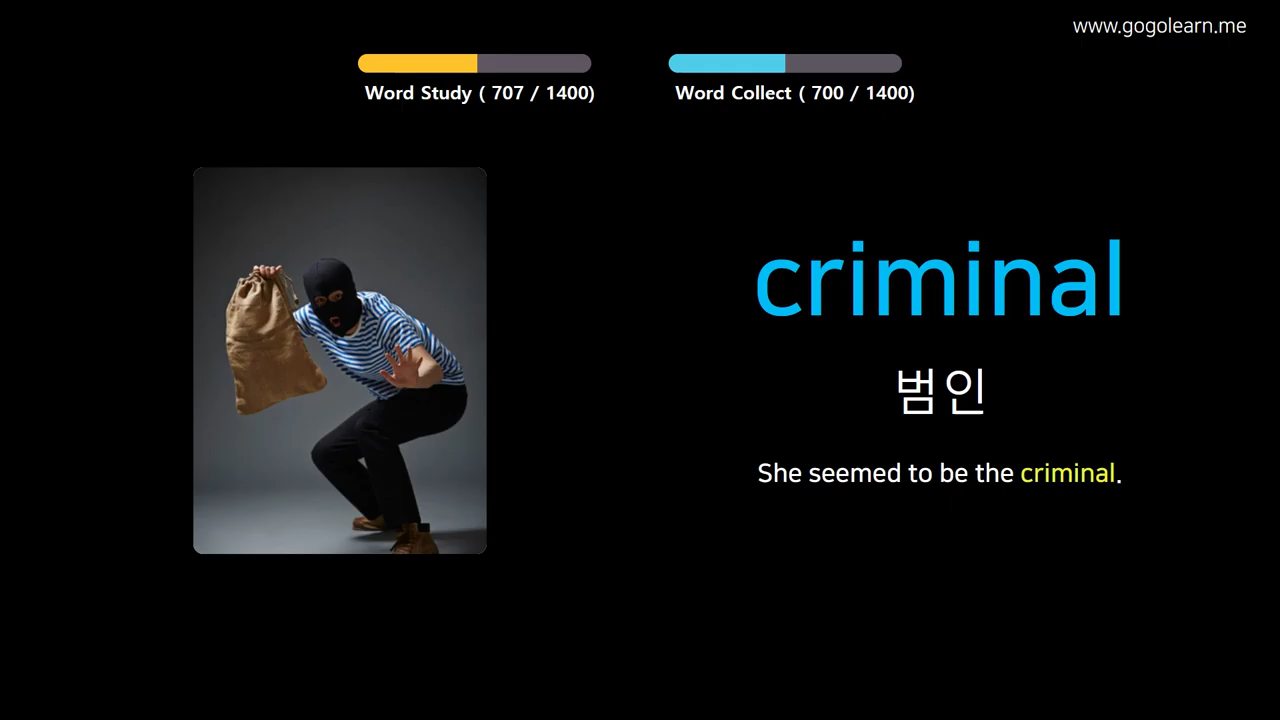 www.gogolearn.me
Word Study ( 707 / 1400)
Word Collect ( 700 / 1400)
criminal
범인
She seemed to be the criminal.